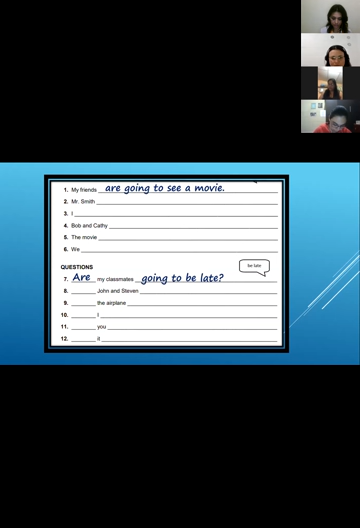 1. My friends are going to see a movie.
2. Mr. Smith
3. I
4. Bob and Cathy
5. The movie
6. We
QUESTIONS
be late
7. Are my classmates going to be late?
8. John and Steven
9. the airplane
10. I
11. you
12. it